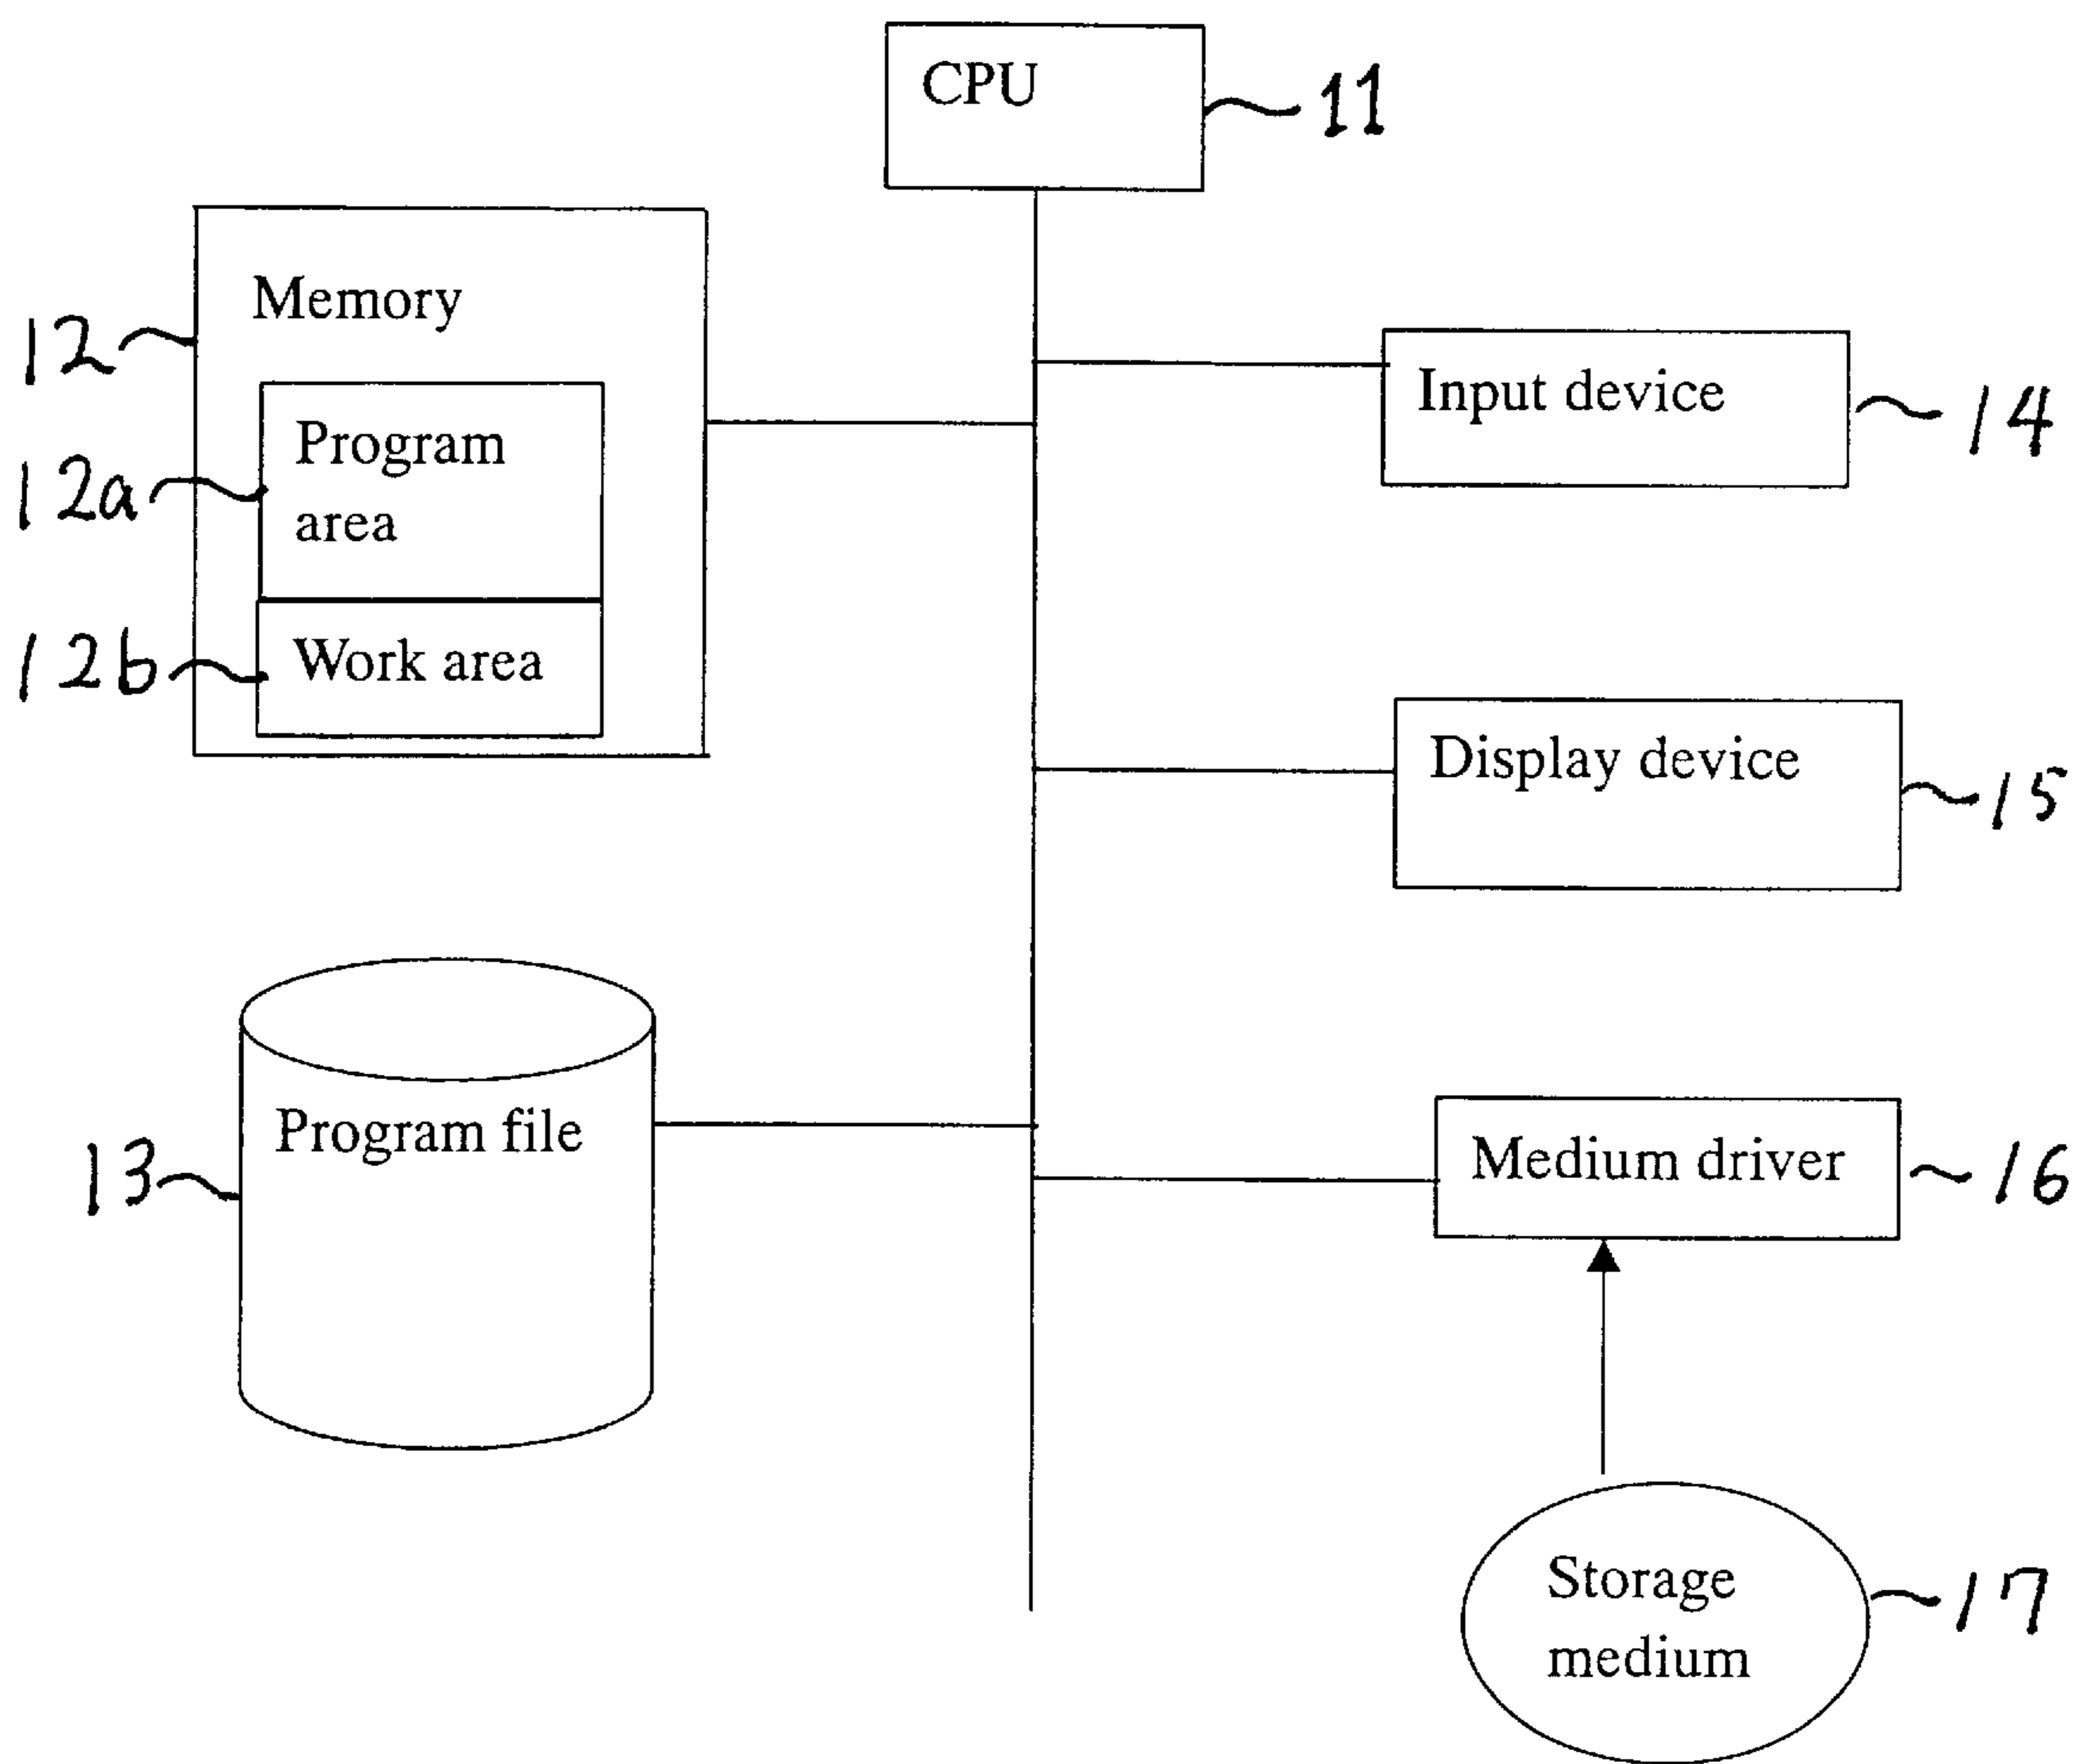 CPU
11
Memory
12
Program
area
12a
Work area
12b
Input device
14
Display device
15
Program file
13
Medium driver
16
Storage
medium
17